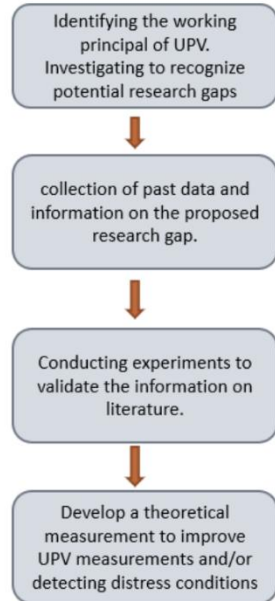 Identifying the working
principal of UPV.
Investigating to recognize
potential research gaps
collection of past data and
information on the proposed
research gap.
Conducting experiments to
validate the information on
literature.
Develop a theoretical
measurement to improve
UPV measurements and/or
detecting distress conditions